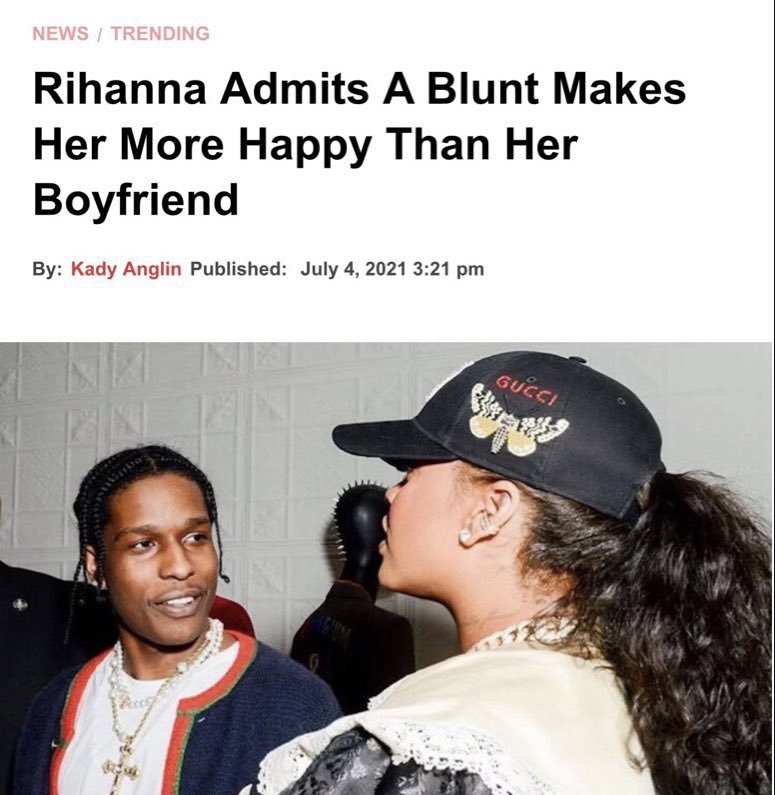 NEWS / TRENDING
Rihanna Admits A Blunt Makes
Her More Happy Than Her
Boyfriend
By: Kady Anglin Published: July 4, 2021 3:21 pm
GUCCI